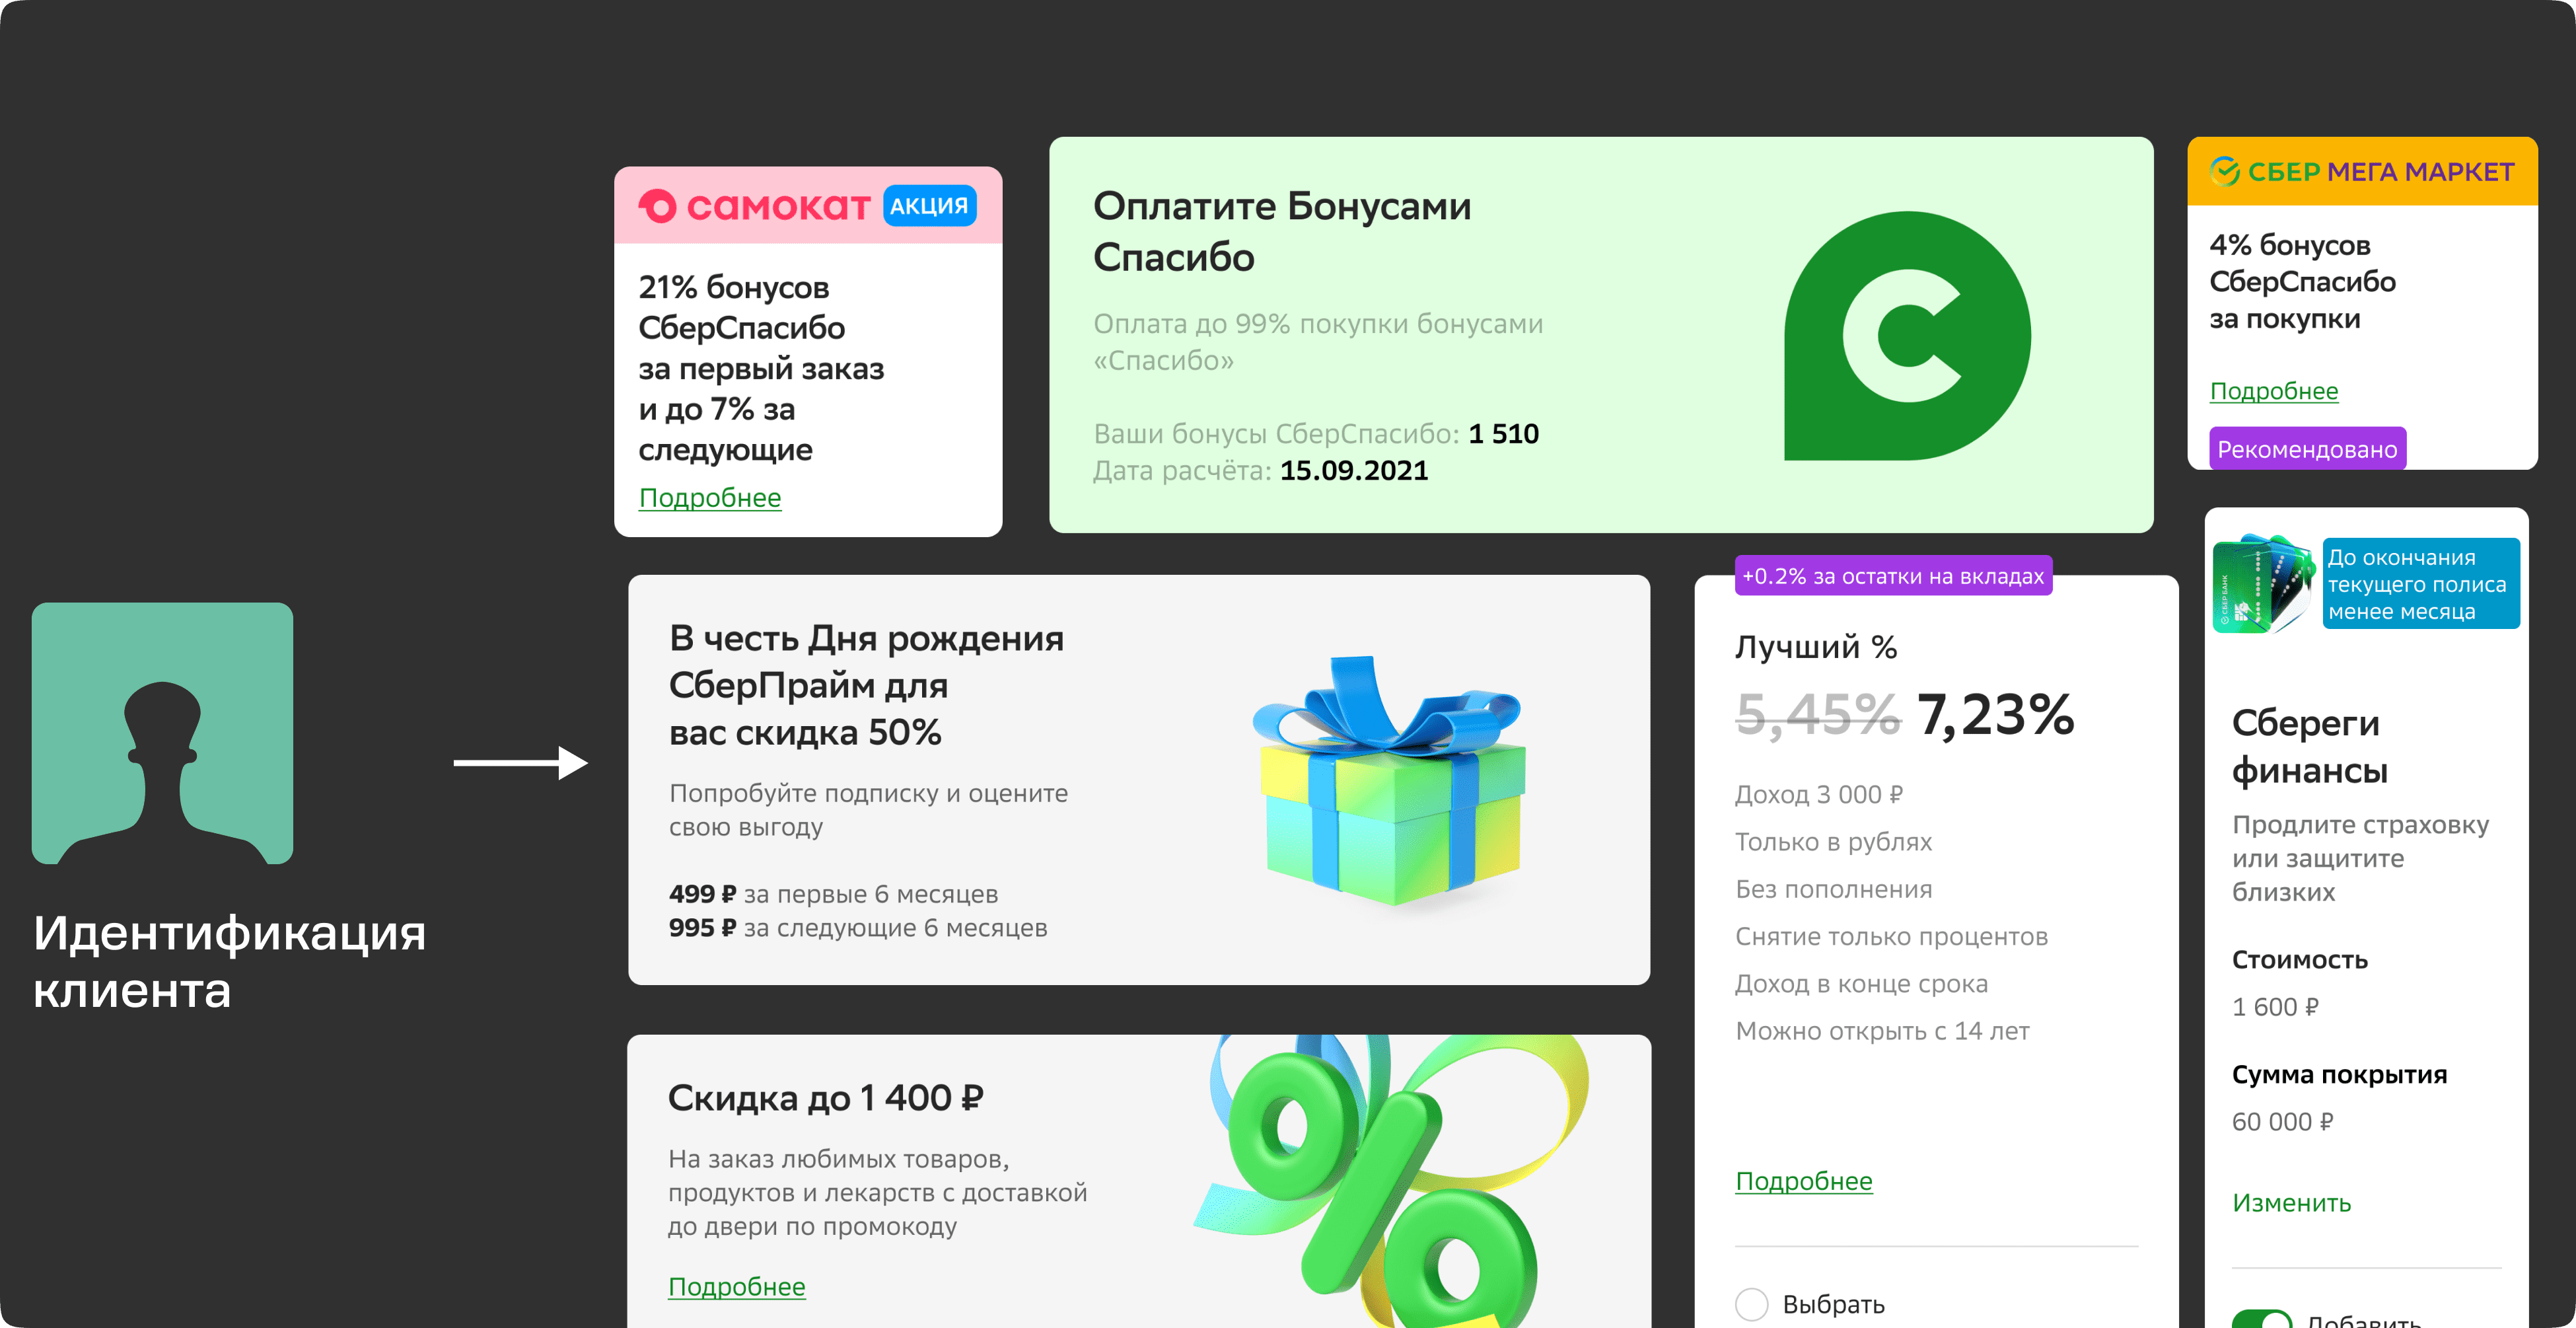 Идентификация
клиента
самокат АКЦИЯ
21% бонусов
СберСпасибо
за первый заказ
и до 7% за
следующие
Подробнее
Оплатите Бонусами
Спасибо
Оплата до 99% покупки бонусами
«Спасибо»
Ваши бонусы СберСпасибо: 1 510
Дата расчёта: 15.09.2021
С
СБЕР МЕГА МАРКЕТ
4% бонусов
СберСпасибо
за покупки
Подробнее
Рекомендовано
В честь Дня рождения
СберПрайм для
вас скидка 50%
Попробуйте подписку и оцените
свою выгоду
499 ₽ за первые 6 месяцев
995 ₽ за следующие 6 месяцев
Скидка до 1 400 ₽
На заказ любимых товаров,
продуктов и лекарств с доставкой
до двери по промокоду
Подробнее
%
+0.2% за остатки на вкладах
Лучший %
5,45% 7,23%
Доход 3 000 ₽
Только в рублях
Без пополнения
Снятие только процентов
Доход в конце срока
Можно открыть с 14 лет
Подробнее
Выбрать
СБЕРБАНК
До окончания
текущего полиса
менее месяца
Сбереги
финансы
Продлите страховку
или защитите
близких
Стоимость
1 600 ₽
Сумма покрытия
60 000 ₽
Изменить
Добавить